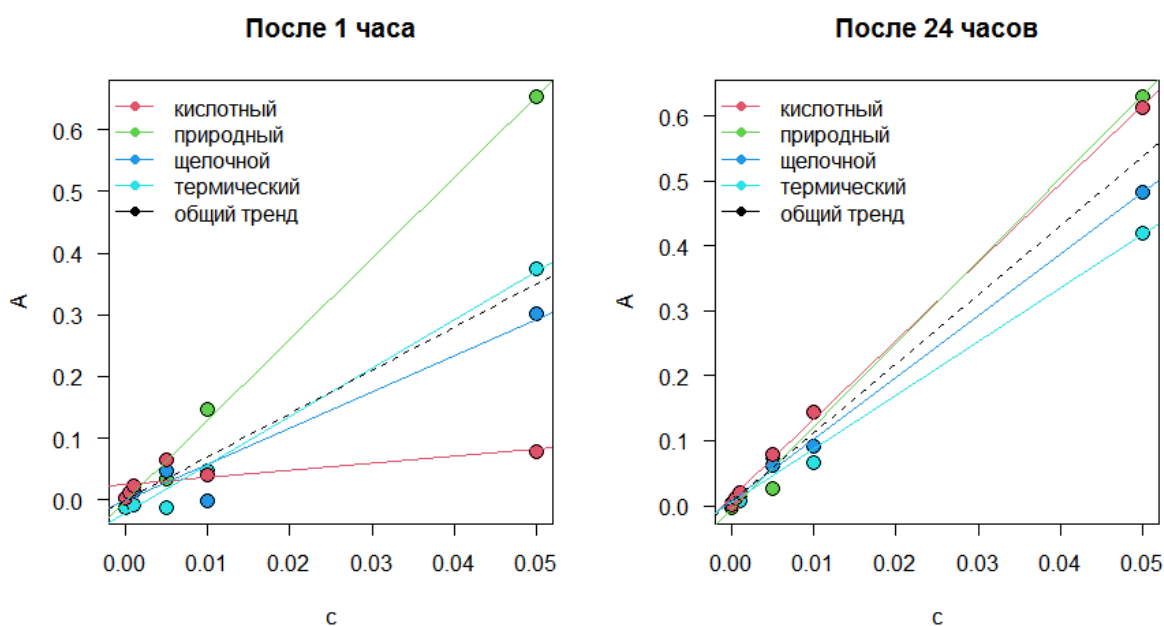 После 1 часа
кислотный
природный
щелочной
термический
общий тренд
0.6
0.5
0.4
0.3
0.2
0.1
0.0
A
0.00 0.01 0.02 0.03 0.04 0.05
c
После 24 часов
кислотный
природный
щелочной
термический
общий тренд
0.6
0.5
0.4
0.3
0.2
0.1
0.0
A
0.00 0.01 0.02 0.03 0.04 0.05
c